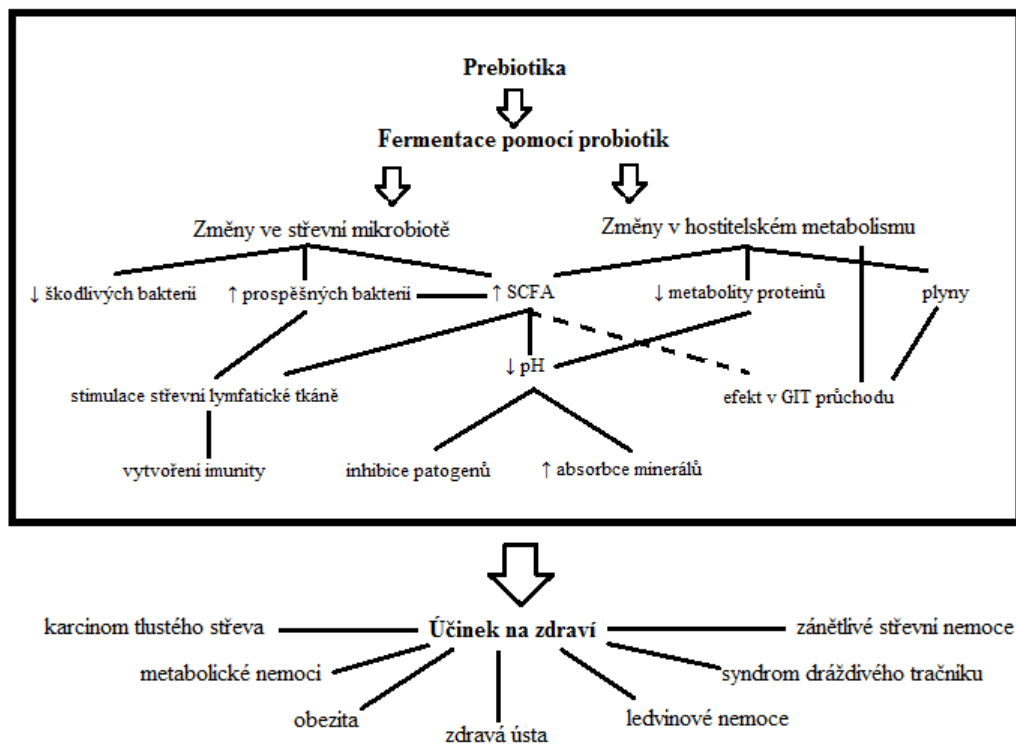 Prebiotika
Fermentace pomocí probiotik
Změny ve střevní mikrobiotě
Změny v hostitelském metabolismu
↓ škodlivých bakterii
↑ prospěšných bakterii
↑ SCFA
↓ metabolity proteinů
plyny
↓ pH
stimulace střevní lymfatické tkáně
efekt v GIT průchodu
vytvoření imunity
inhibice patogenů
↑ absorbce minerálů
Účinek na zdraví
karcinom tlustého střeva
zánětlivé střevní nemoce
metabolické nemoci
syndrom dráždivého tračníku
obezita
ledvinové nemoce
zdravá ústa